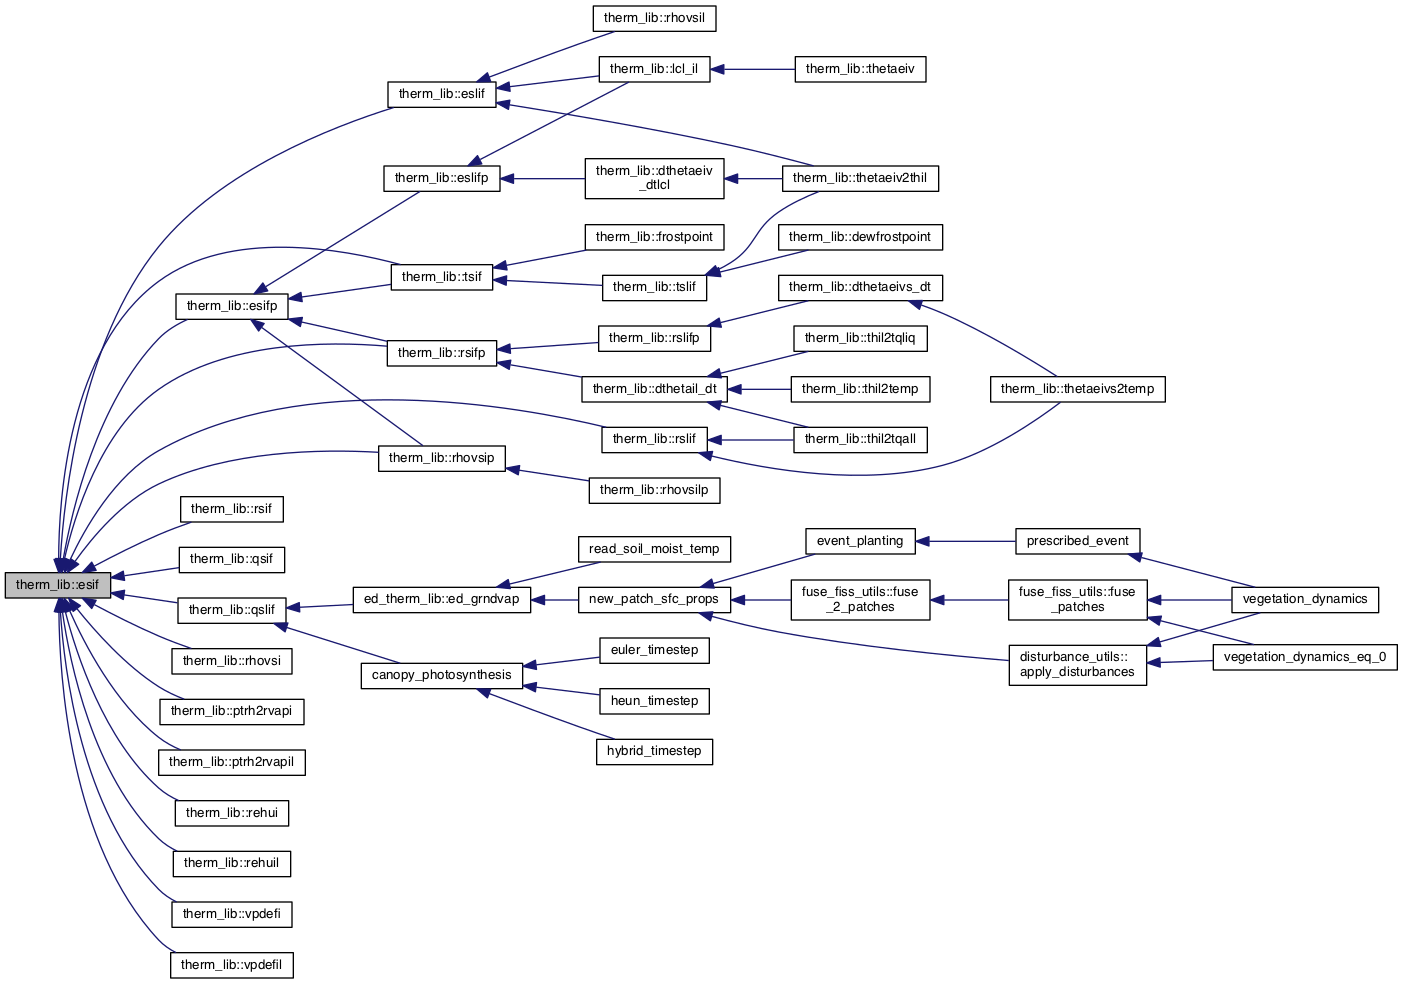 therm_lib::rhovsil
therm_lib::lcl_il
therm_lib::thetaeiv
therm_lib::eslif
therm_lib::eslifp
therm_lib::dthetaeiv
_dtlcl
therm_lib::thetaeiv2thil
therm_lib::frostpoint
therm_lib::dewfrostpoint
therm_lib::tsif
therm_lib::tslif
therm_lib::dthetaeivs_dt
therm_lib::esifp
therm_lib::rslifp
therm_lib::thil2tqliq
therm_lib::rsifp
therm_lib::dthetail_dt
therm_lib::thil2temp
therm_lib::thetaeivs2temp
therm_lib::rslif
therm_lib::thil2tqall
therm_lib::rhovsip
therm_lib::rhovsilp
therm_lib::rsif
therm_lib::qsif
read_soil_moist_temp
event_planting
prescribed_event
therm_lib::esif
therm_lib::qslif
ed_therm_lib::ed_grndvap
new_patch_sfc_props
fuse_fiss_utils::fuse
_2_patches
fuse_fiss_utils::fuse
_patches
vegetation_dynamics
therm_lib::rhovsi
canopy_photosynthesis
euler_timestep
disturbance_utils::
apply_disturbances
vegetation_dynamics_eq_0
heun_timestep
therm_lib::ptrh2rvapi
hybrid_timestep
therm_lib::ptrh2rvapil
therm_lib::rehui
therm_lib::rehuil
therm_lib::vpdefi
therm_lib::vpdefil